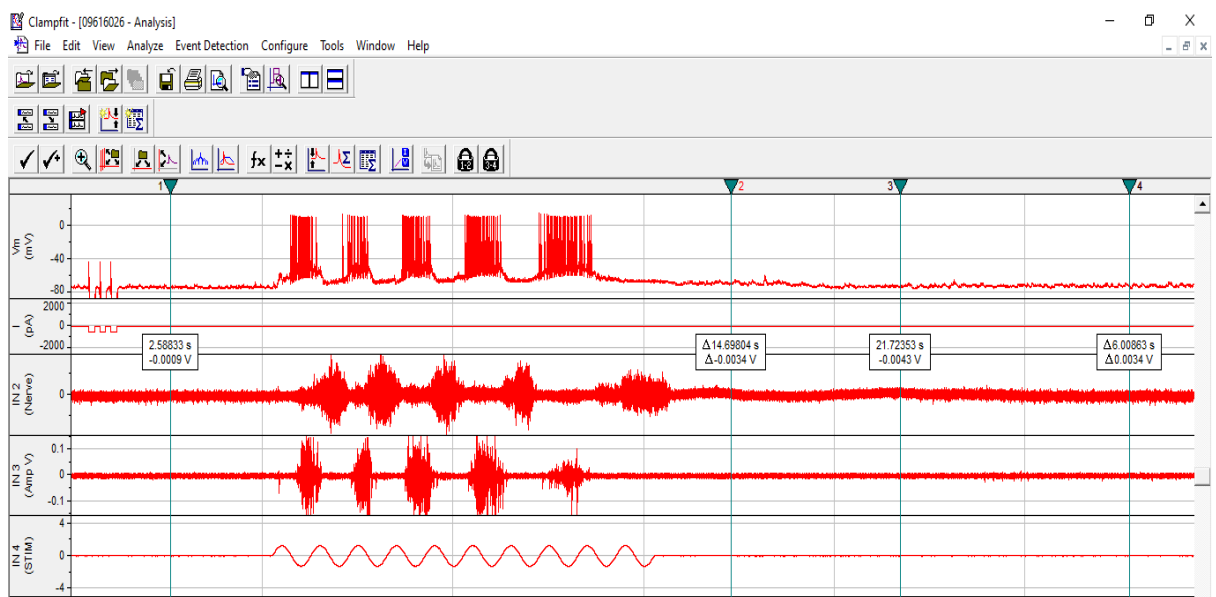 Clampfit - [09616026 - Analysis]
File Edit View Analyze Event Detection Configure Tools Window Help
1 2 3 4
Vm
(mV)
0
-40
-80
I
(pA)
2000
0
-2000
2.58833 s
-0.0009 V
Δ14.69804 s
Δ-0.0034 V
21.72353 s
-0.0043 V
Δ6.00863 s
Δ0.0034 V
IN 2
(Nerve)
0
IN 3
(Amp V)
0.1
0
-0.1
IN 4
(STIM)
4
0
-4